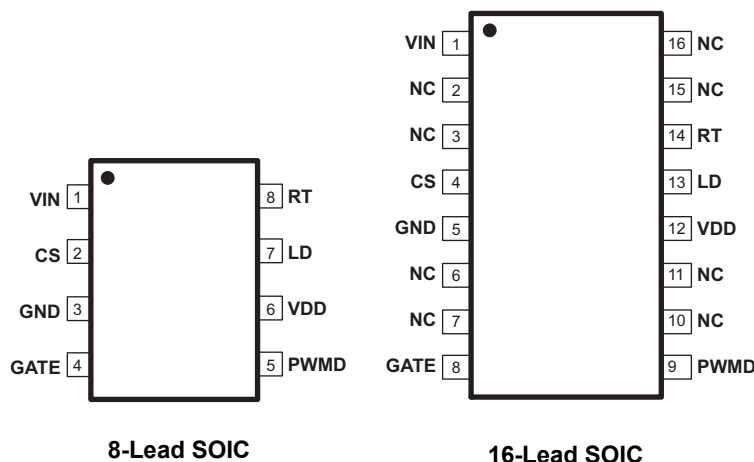 VIN 1
CS 2
GND 3
GATE 4
8 RT
7 LD
6 VDD
5 PWMD
8-Lead SOIC
VIN 1
NC 2
NC 3
CS 4
GND 5
NC 6
NC 7
GATE 8
16 NC
15 NC
14 RT
13 LD
12 VDD
11 NC
10 NC
9 PWMD
16-Lead SOIC